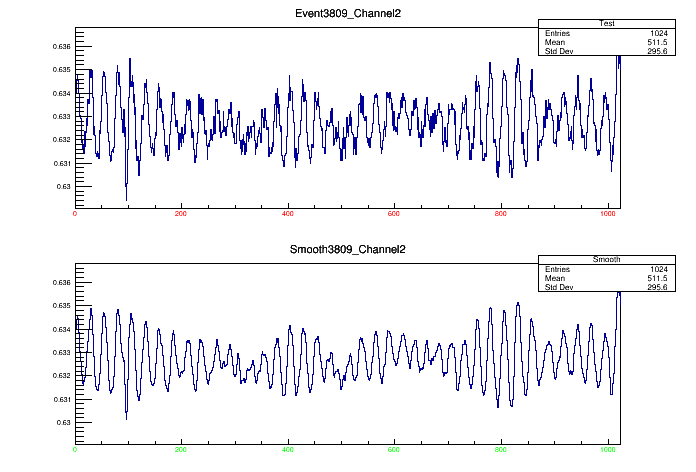 Event3809_Channel2
Test
Entries 1024
Mean 511.5
Std Dev 295.6
0.636
0.635
0.634
0.633
0.632
0.631
0.63
0 200 400 600 800 1000
Smooth3809_Channel2
Smooth
Entries 1024
Mean 511.5
Std Dev 295.6
0.636
0.635
0.634
0.633
0.632
0.631
0.63
0 200 400 600 800 1000